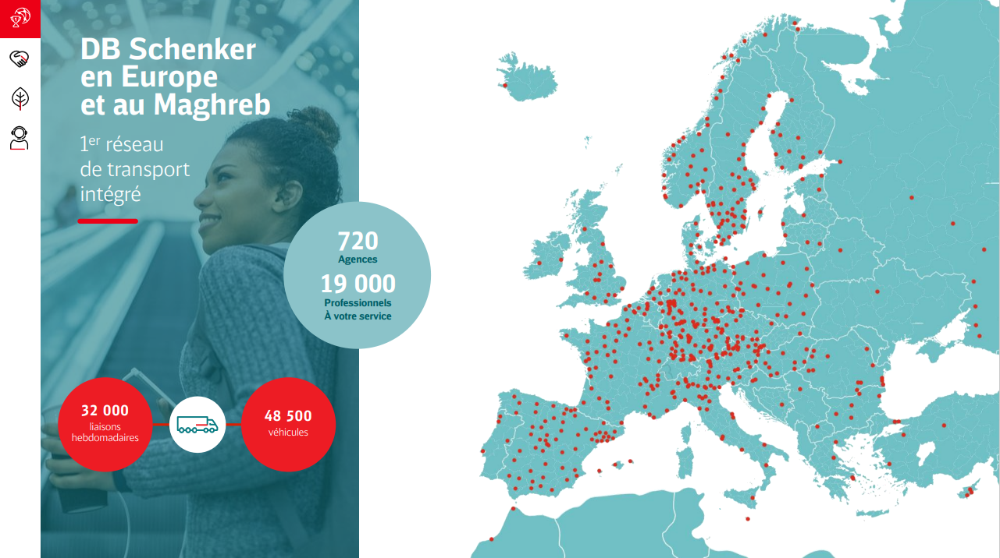 DB Schenker
en Europe
et au Maghreb
1er réseau
de transport
intégré
720
Agences
19 000
Professionnels
À votre service
32 000
liaisons
hebdomadaires
48 500
véhicules